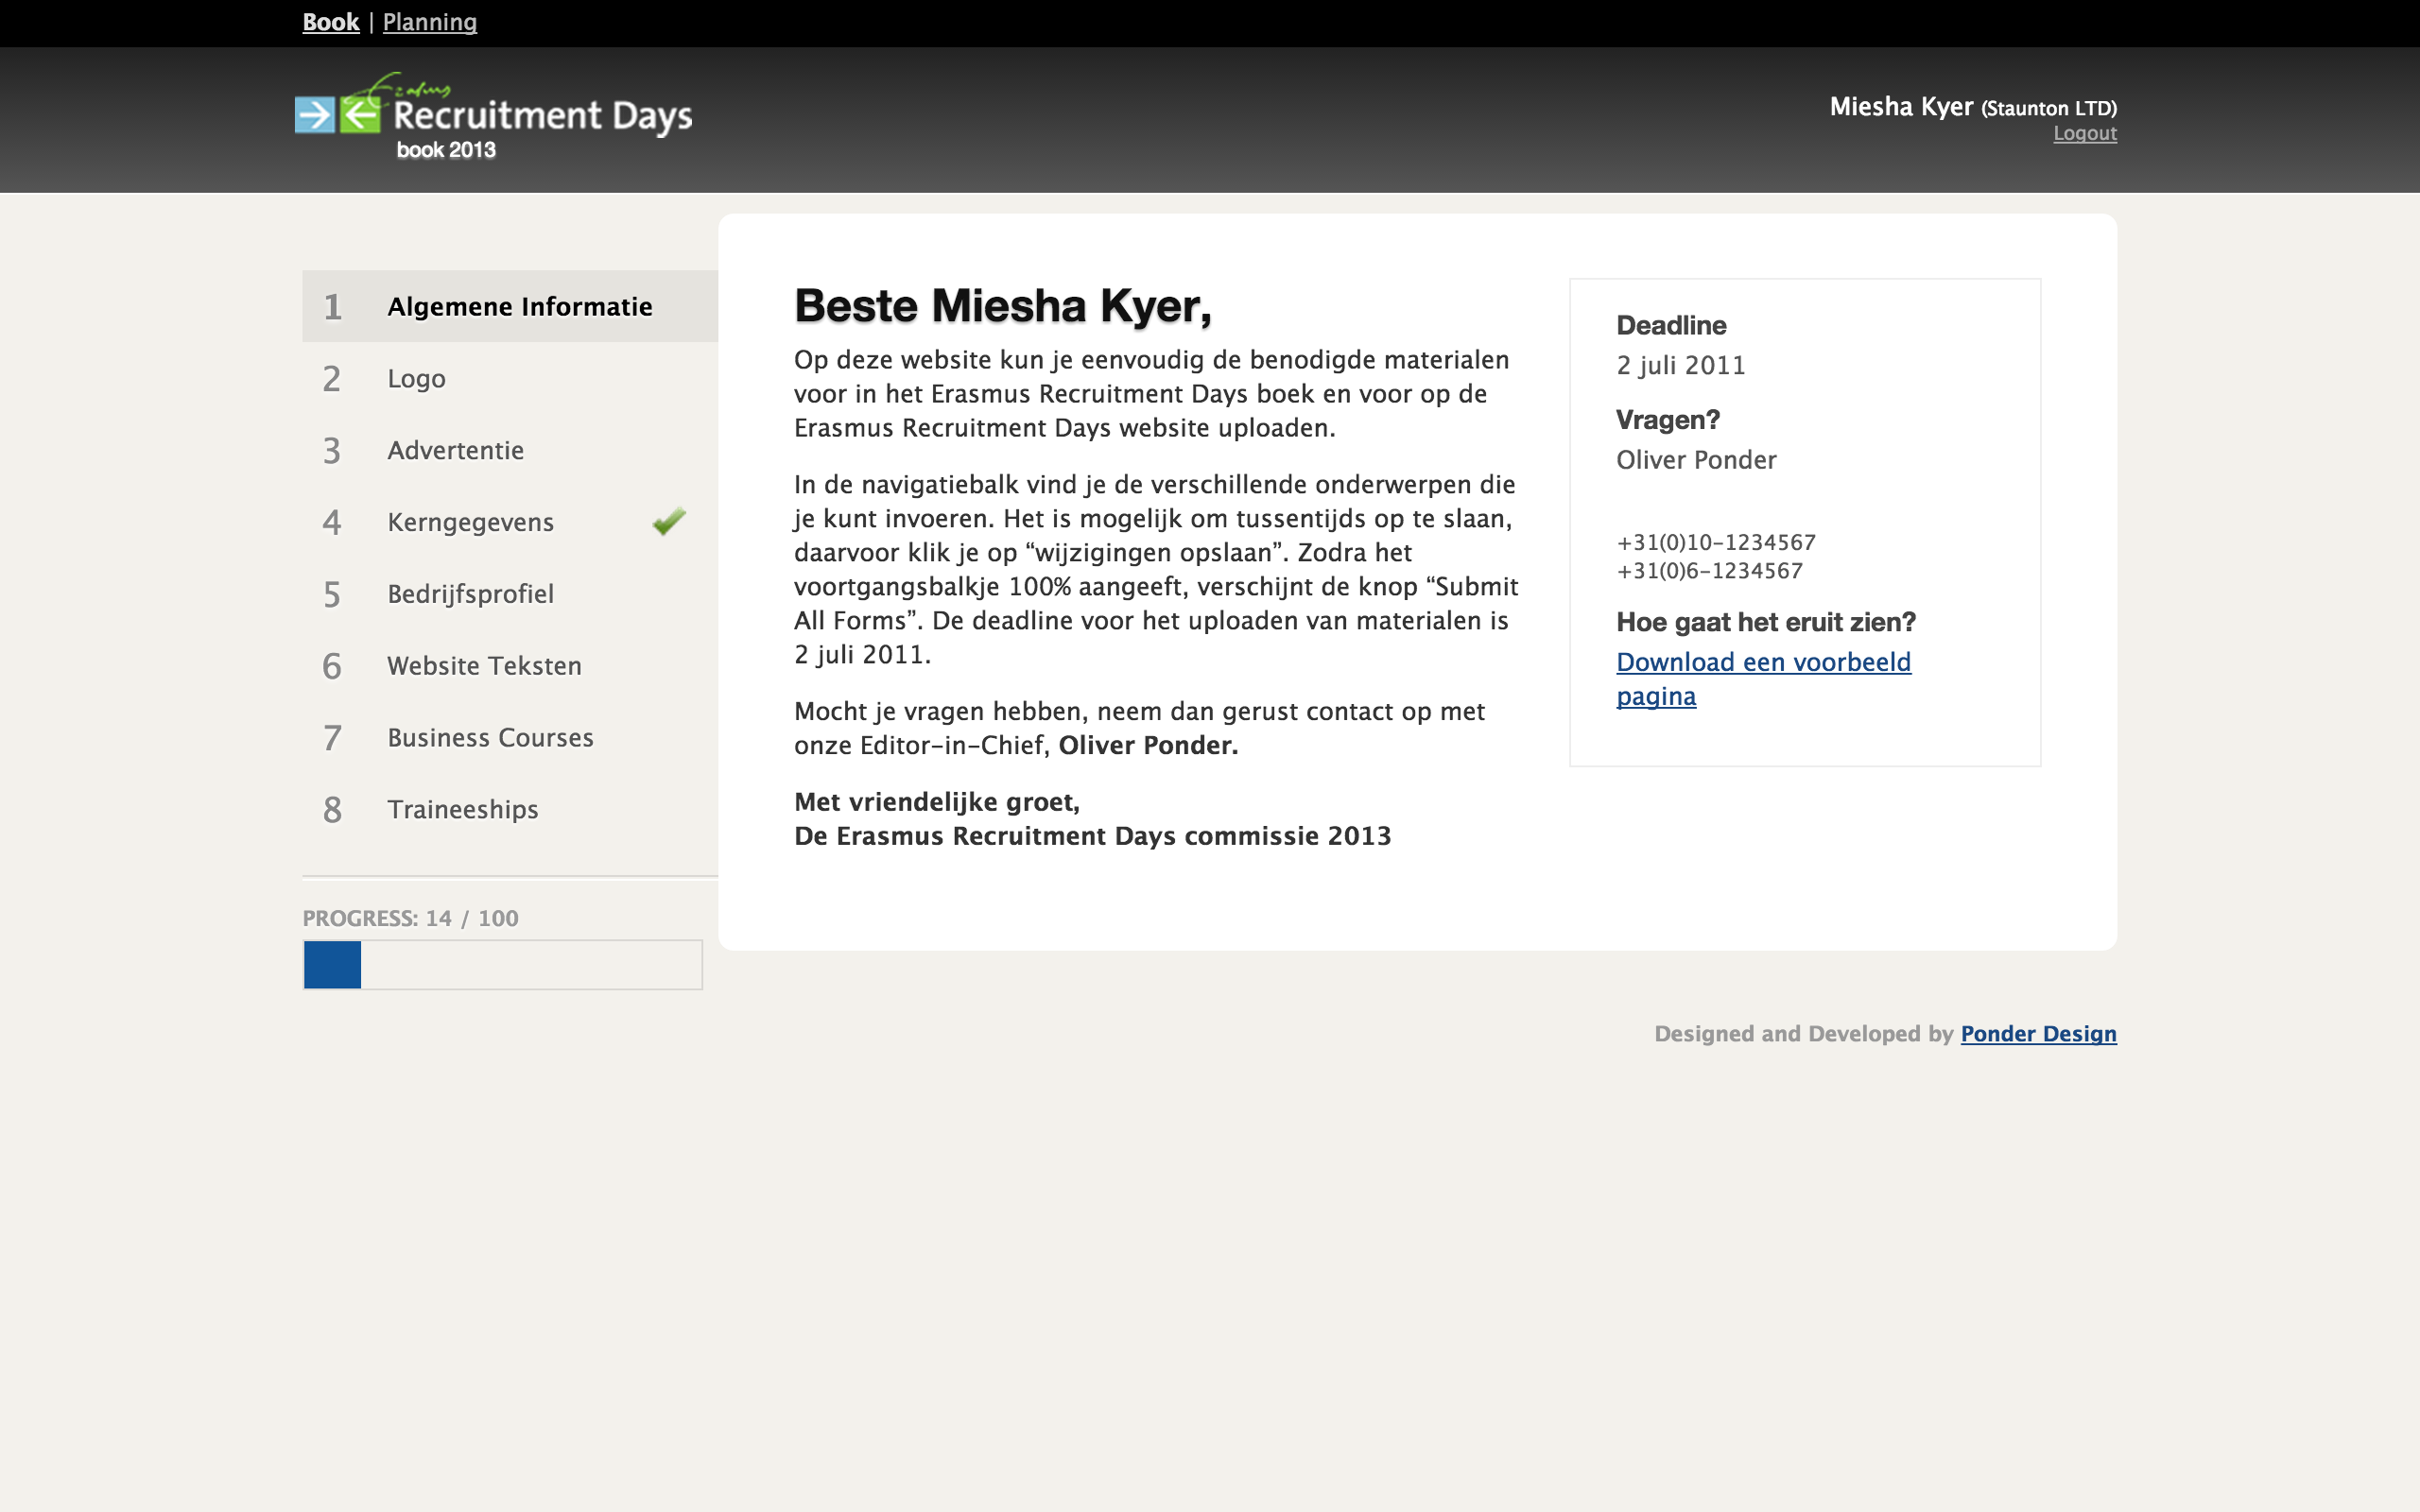 Book | Planning
Erasmus
Recruitment Days
book 2013
Miesha Kyer (Staunton LTD)
Logout
1 Algemene Informatie
2 Logo
3 Advertentie
4 Kerngegevens
5 Bedrijfsprofiel
6 Website Teksten
7 Business Courses
8 Traineeships
PROGRESS: 14 / 100
Beste Miesha Kyer,
Op deze website kun je eenvoudig de benodigde materialen
voor in het Erasmus Recruitment Days boek en voor op de
Erasmus Recruitment Days website uploaden.
In de navigatiebalk vind je de verschillende onderwerpen die
je kunt invoeren. Het is mogelijk om tussentijds op te slaan,
daarvoor klik je op “wijzigingen opslaan”. Zodra het
voortgangsbalkje 100% aangeeft, verschijnt de knop “Submit
All Forms”. De deadline voor het uploaden van materialen is
2 juli 2011.
Mocht je vragen hebben, neem dan gerust contact op met
onze Editor-in-Chief, Oliver Ponder.
Met vriendelijke groet,
De Erasmus Recruitment Days commissie 2013
Deadline
2 juli 2011
Vragen?
Oliver Ponder
+31(0)10-1234567
+31(0)6-1234567
Hoe gaat het eruit zien?
Download een voorbeeld
pagina
Designed and Developed by Ponder Design